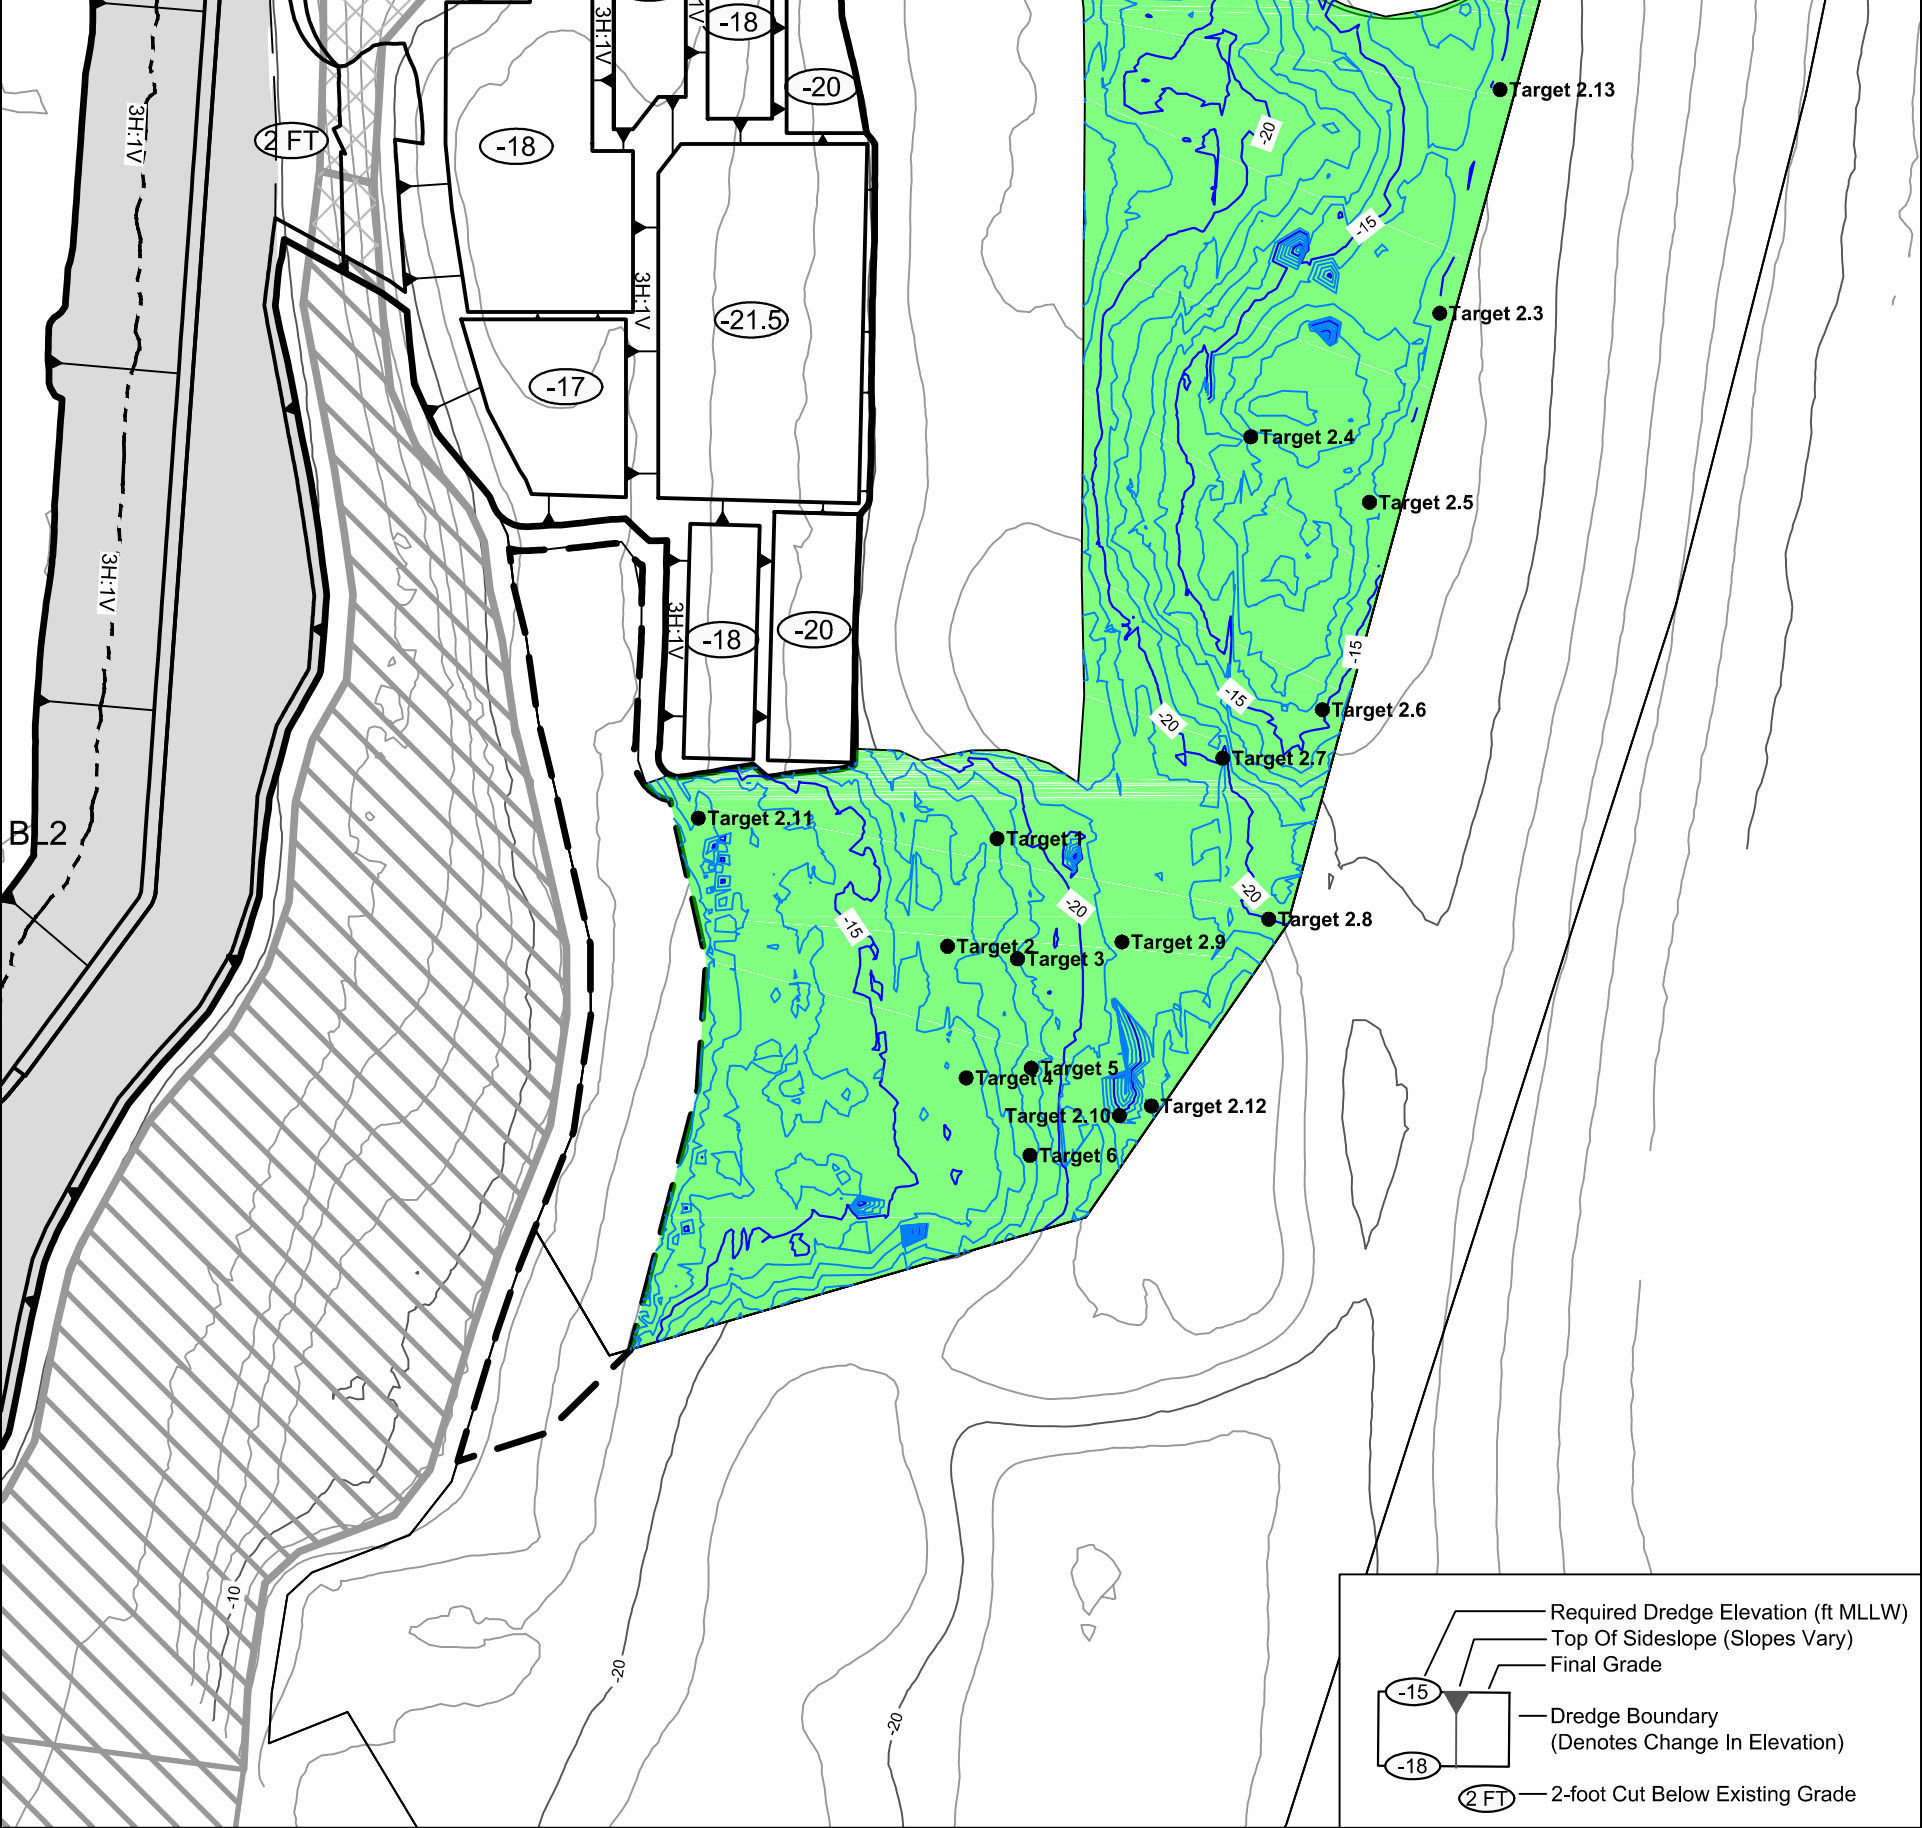 3H:1V
-18
-20
Target 2.13
3H:1V
2 FT
-18
-20
-15
3H:1V
-21.5
Target 2.3
-17
Target 2.4
Target 2.5
3H:1V
3H:1V
-18
-20
-15
-15
-20
Target 2.6
Target 2.7
Target 2.11
BL2
Target 1
-20
-20
-15
Target 2.8
Target 2
Target 2.9
Target 3
Target 5
Target 4
Target 2.12
Target 2.10
Target 6
-10
-20
-20
Required Dredge Elevation (ft MLLW)
Top Of Sideslope (Slopes Vary)
Final Grade
-15
Dredge Boundary
(Denotes Change In Elevation)
-18
2 FT
2-foot Cut Below Existing Grade